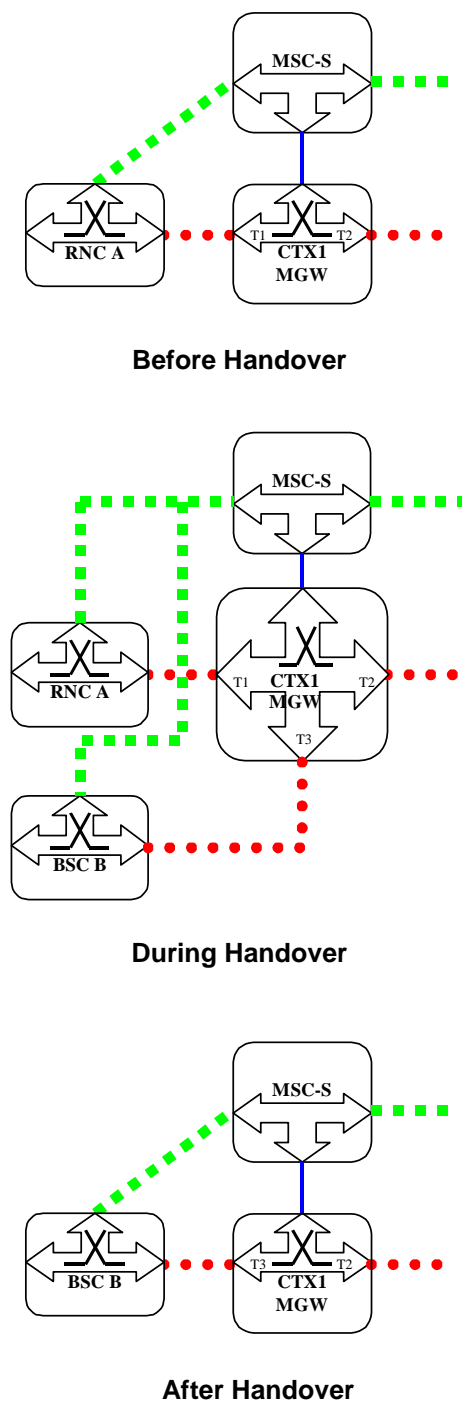 MSC-S
RNC A
T1
T2
CTX1
MGW
Before Handover
MSC-S
RNC A
T1
CTX1
T2
MGW
T3
BSC B
During Handover
MSC-S
BSC B
T3
T2
CTX1
MGW
After Handover